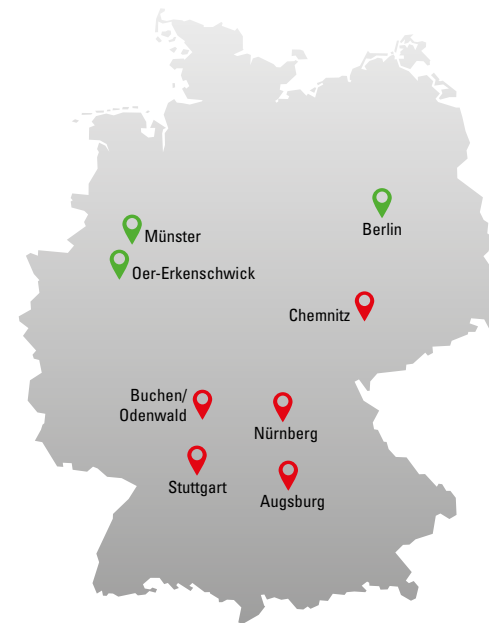 Berlin
Münster
Oer-Erkenschwick
Chemnitz
Buchen/
Odenwald
Nürnberg
Stuttgart
Augsburg